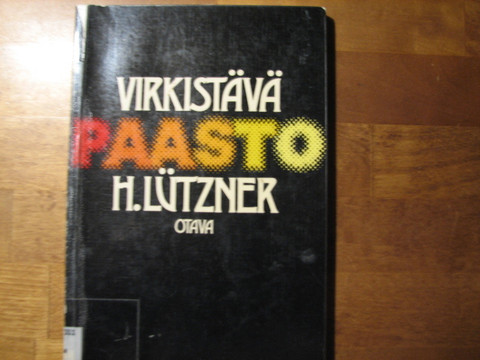 VIRKISTÄVÄ
PAASTO
H.LÜTZNER
OTAVA